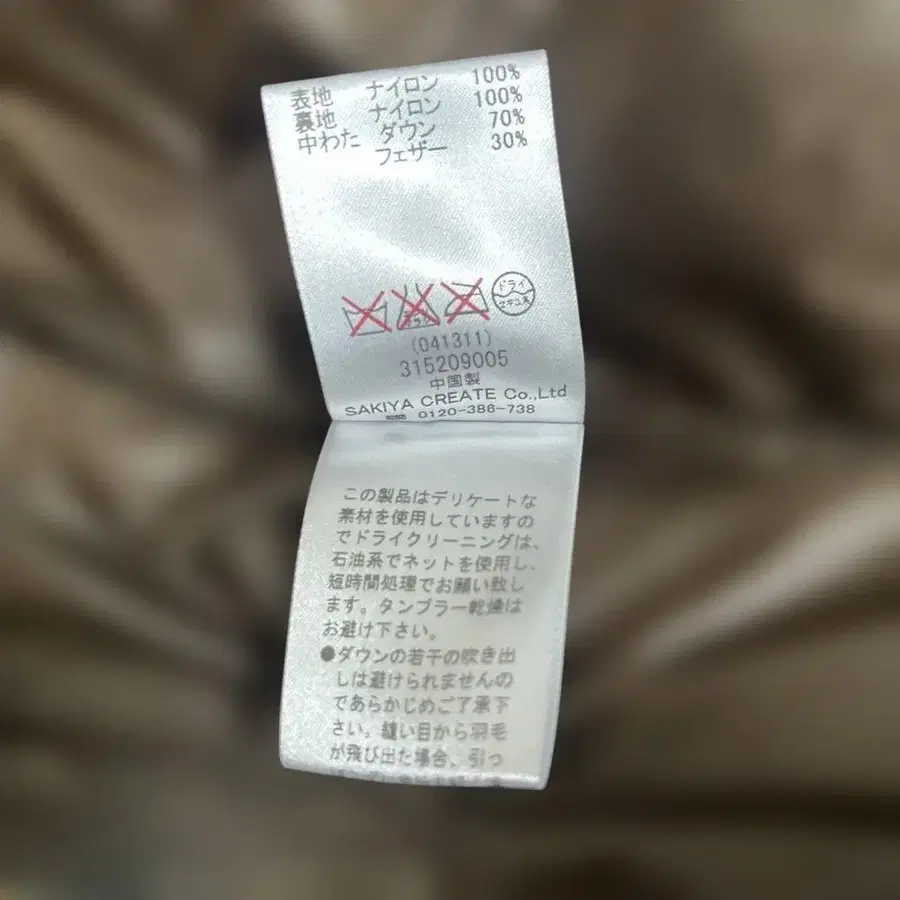 表地 ナイロン 100%
裏地 ナイロン 100%
中わた ダウン 70%
フェザー 30%
ドライ
セキユ系
(041311)
315209005
中国製
SAKIYA CREATE Co.,Ltd
0120-386-738
この製品はデリケートな
素材を使用していますの
でドライクリーニングは、
石油系でネットを使用し、
短時間処理でお願い致し
ます。タンブラー乾燥は
お避け下さい。
●ダウンの若干の吹き出
しは避けられませんの
であらかじめご了承下
さい。縫い目から羽毛
が飛び出た場合、引っ